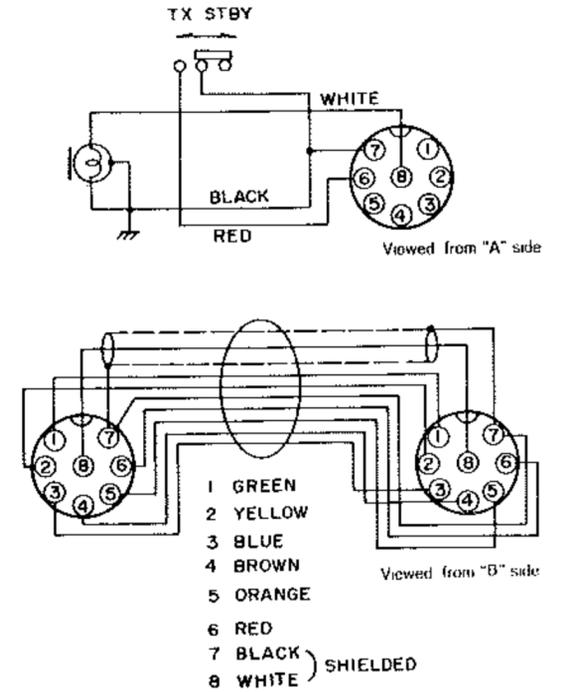 TX STBY
WHITE
7 1
6 8 2
5 4 3
BLACK
RED
Viewed from "A" side
1 7
2 8 6
3 4 5
1 7
2 8 6
3 4 5
1 GREEN
2 YELLOW
3 BLUE
4 BROWN
5 ORANGE
6 RED
7 BLACK
8 WHITE
SHIELDED
Viewed from "B" side